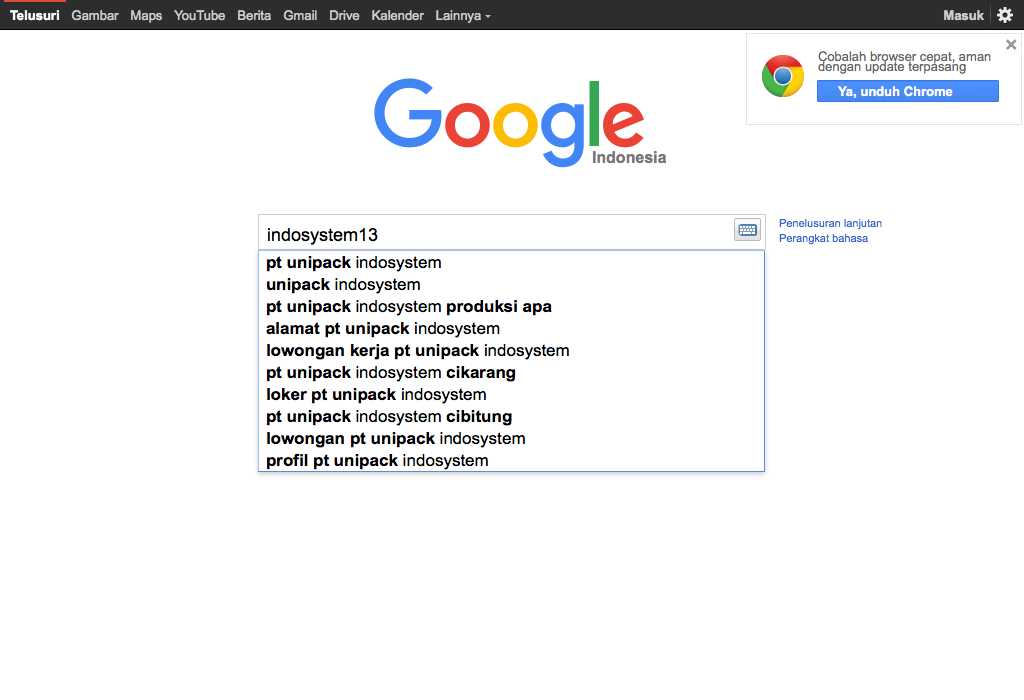 Telusuri Gambar Maps YouTube Berita Gmail Drive Kalender Lainnya Masuk
Cobalah browser cepat, aman
dengan update terpasang
Ya, unduh Chrome
Google
Indonesia
indosystem13
Penelusuran lanjutan
Perangkat bahasa
pt unipack indosystem
unipack indosystem
pt unipack indosystem produksi apa
alamat pt unipack indosystem
lowongan kerja pt unipack indosystem
pt unipack indosystem cikarang
loker pt unipack indosystem
pt unipack indosystem cibitung
lowongan pt unipack indosystem
profil pt unipack indosystem